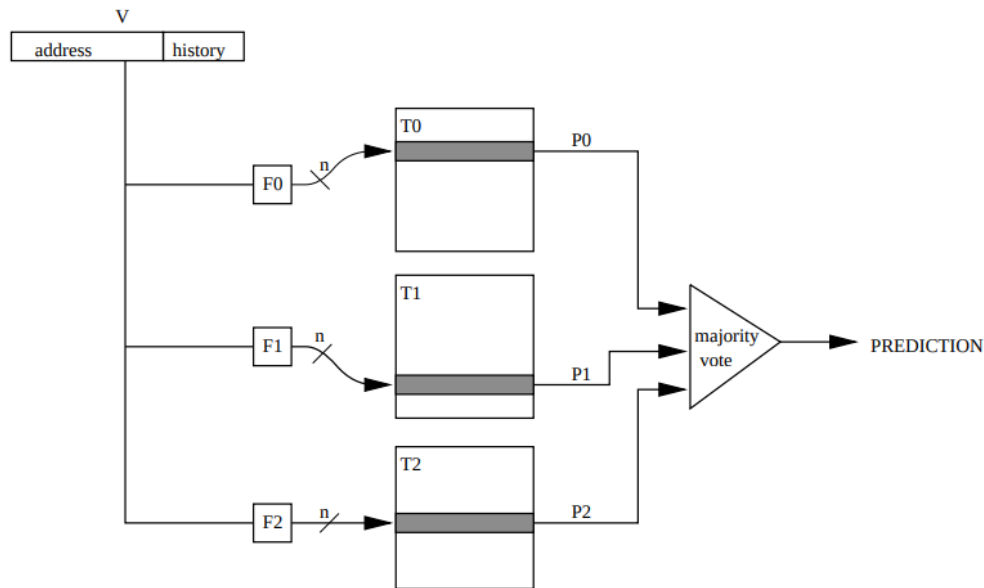 V
address
history
T0
P0
n
F0
T1
n
F1
majority
vote
PREDICTION
P1
T2
n
F2
P2